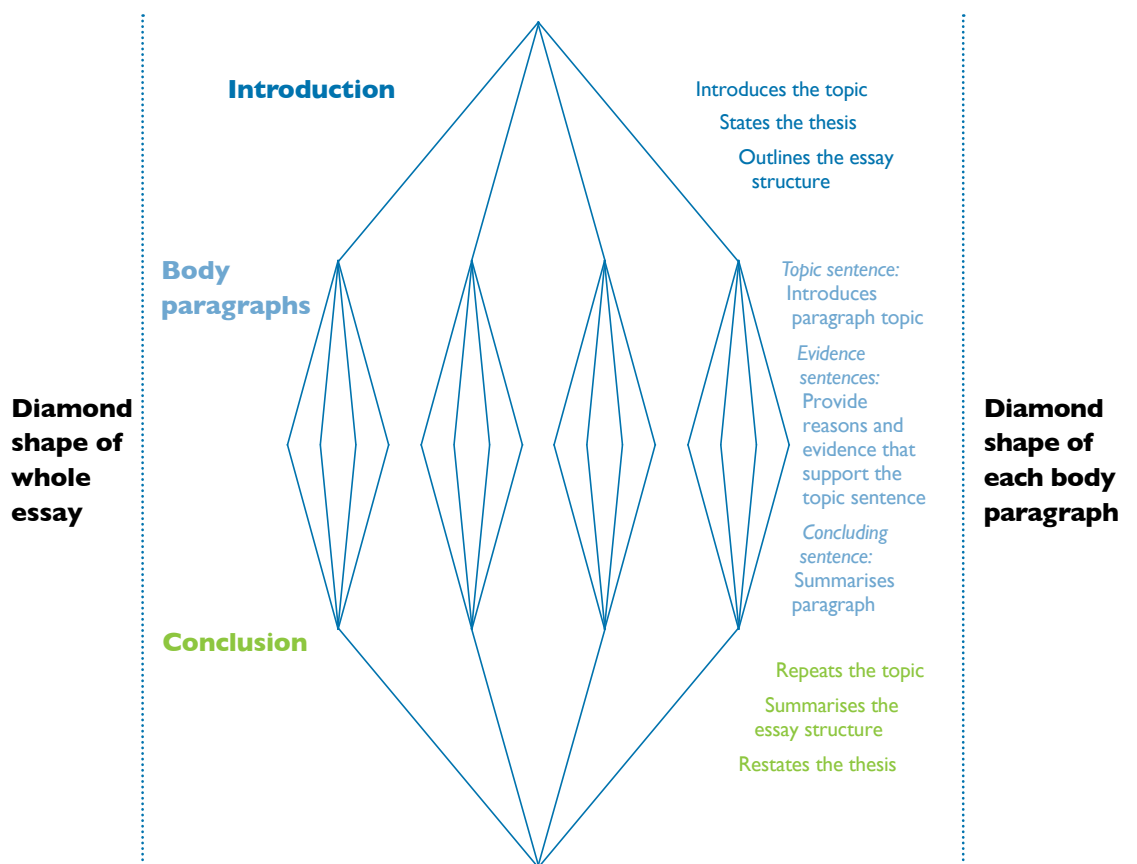 Introduction
Introduces the topic
States the thesis
Outlines the essay
structure
Body
paragraphs
Topic sentence:
Introduces
paragraph topic
Evidence
sentences:
Provide
reasons and
evidence that
support the
topic sentence
Concluding
sentence:
Summarises
paragraph
Diamond
shape of
whole
essay
Diamond
shape of
each body
paragraph
Conclusion
Repeats the topic
Summarises the
essay structure
Restates the thesis